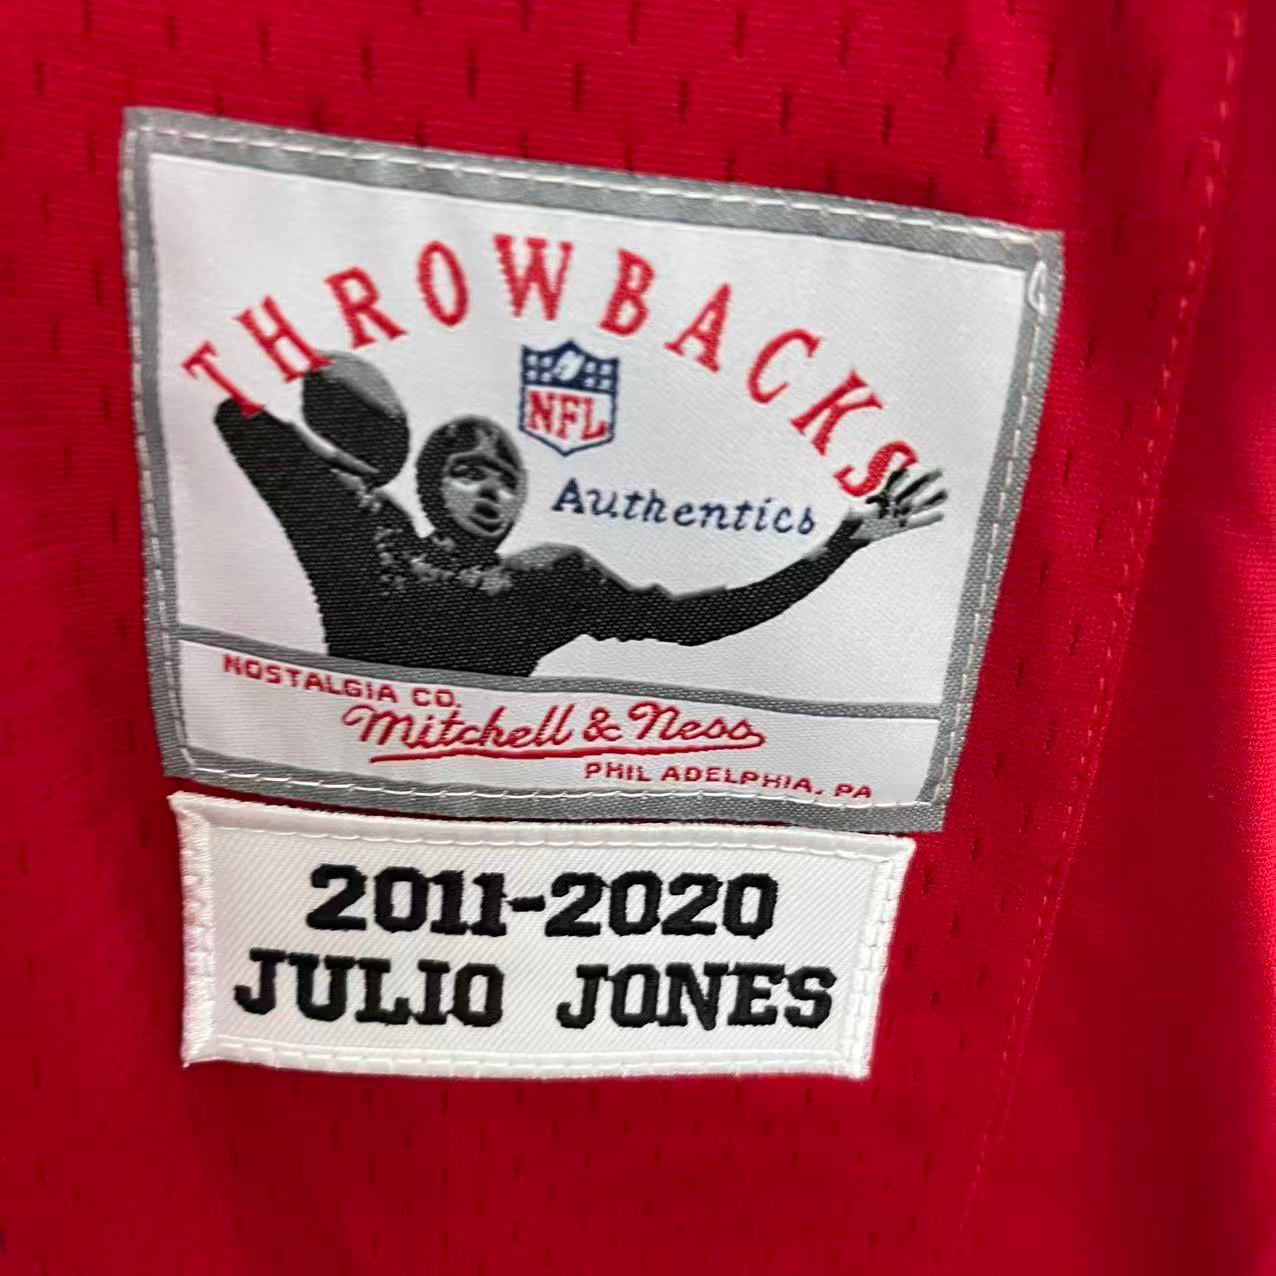 THROWBACKS
NFL
Authentics
NOSTALGIA CO.
Mitchell & Ness
PHILADELPHIA, PA
2011-2020
JULIO JONES